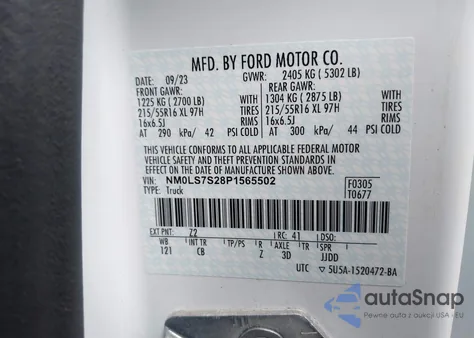 MFD. BY FORD MOTOR CO.
DATE: 09/23 GVWR: 2405 KG ( 5302 LB)
FRONT GAWR: REAR GAWR:
1225 KG ( 2700 LB) 1304 KG ( 2875 LB)
215/55R16 XL 97H TIRES 215/55R16 XL 97H TIRES
16x6.5J RIMS 16x6.5J RIMS
AT 290 kPa/ 42 PSI COLD AT 300 kPa/ 44 PSI COLD
THIS VEHICLE CONFORMS TO ALL APPLICABLE FEDERAL MOTOR
VEHICLE SAFETY AND THEFT PREVENTION STANDARDS IN
EFFECT ON THE DATE OF MANUFACTURE SHOWN ABOVE.
VIN: NM0LS7S28P1565502 F0305
TYPE: Truck T0677
EXT PNT: Z2 RC: 41 DSO:
WB INT TR TP/PS R AXLE TR SPR
121 CB Z 3D JJDD
UTC 5U5A-1520472-BA
autoSnap
Pewne auta z aukcji USA i EU